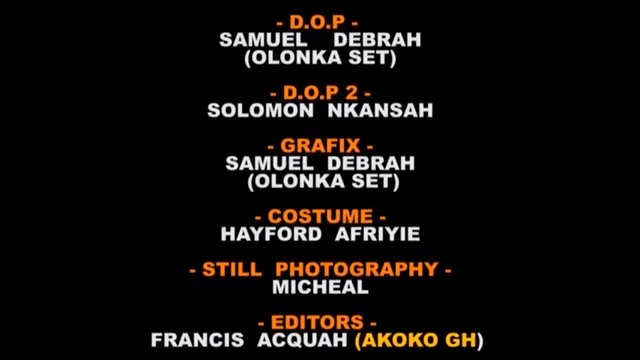 - D.O.P -
SAMUEL DEBRAH
(OLONKA SET)
- D.O.P 2 -
SOLOMON NKANSAH
- GRAFIX -
SAMUEL DEBRAH
(OLONKA SET)
- COSTUME -
HAYFORD AFRIYIE
- STILL PHOTOGRAPHY -
MICHEAL
- EDITORS -
FRANCIS ACQUAH (AKOKO GH)